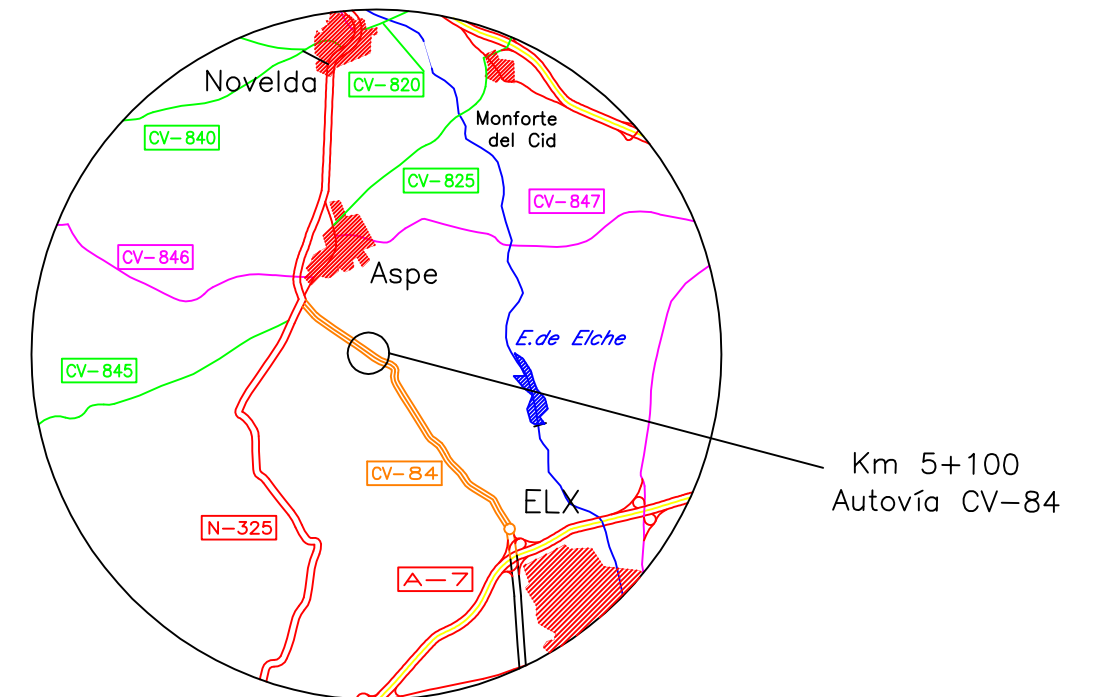 Novelda
CV-820
CV-840
Monforte
del Cid
CV-825
CV-847
CV-846
Aspe
E.de Elche
CV-845
Km 5+100
Autovía CV-84
CV-84
ELX
N-325
A-7